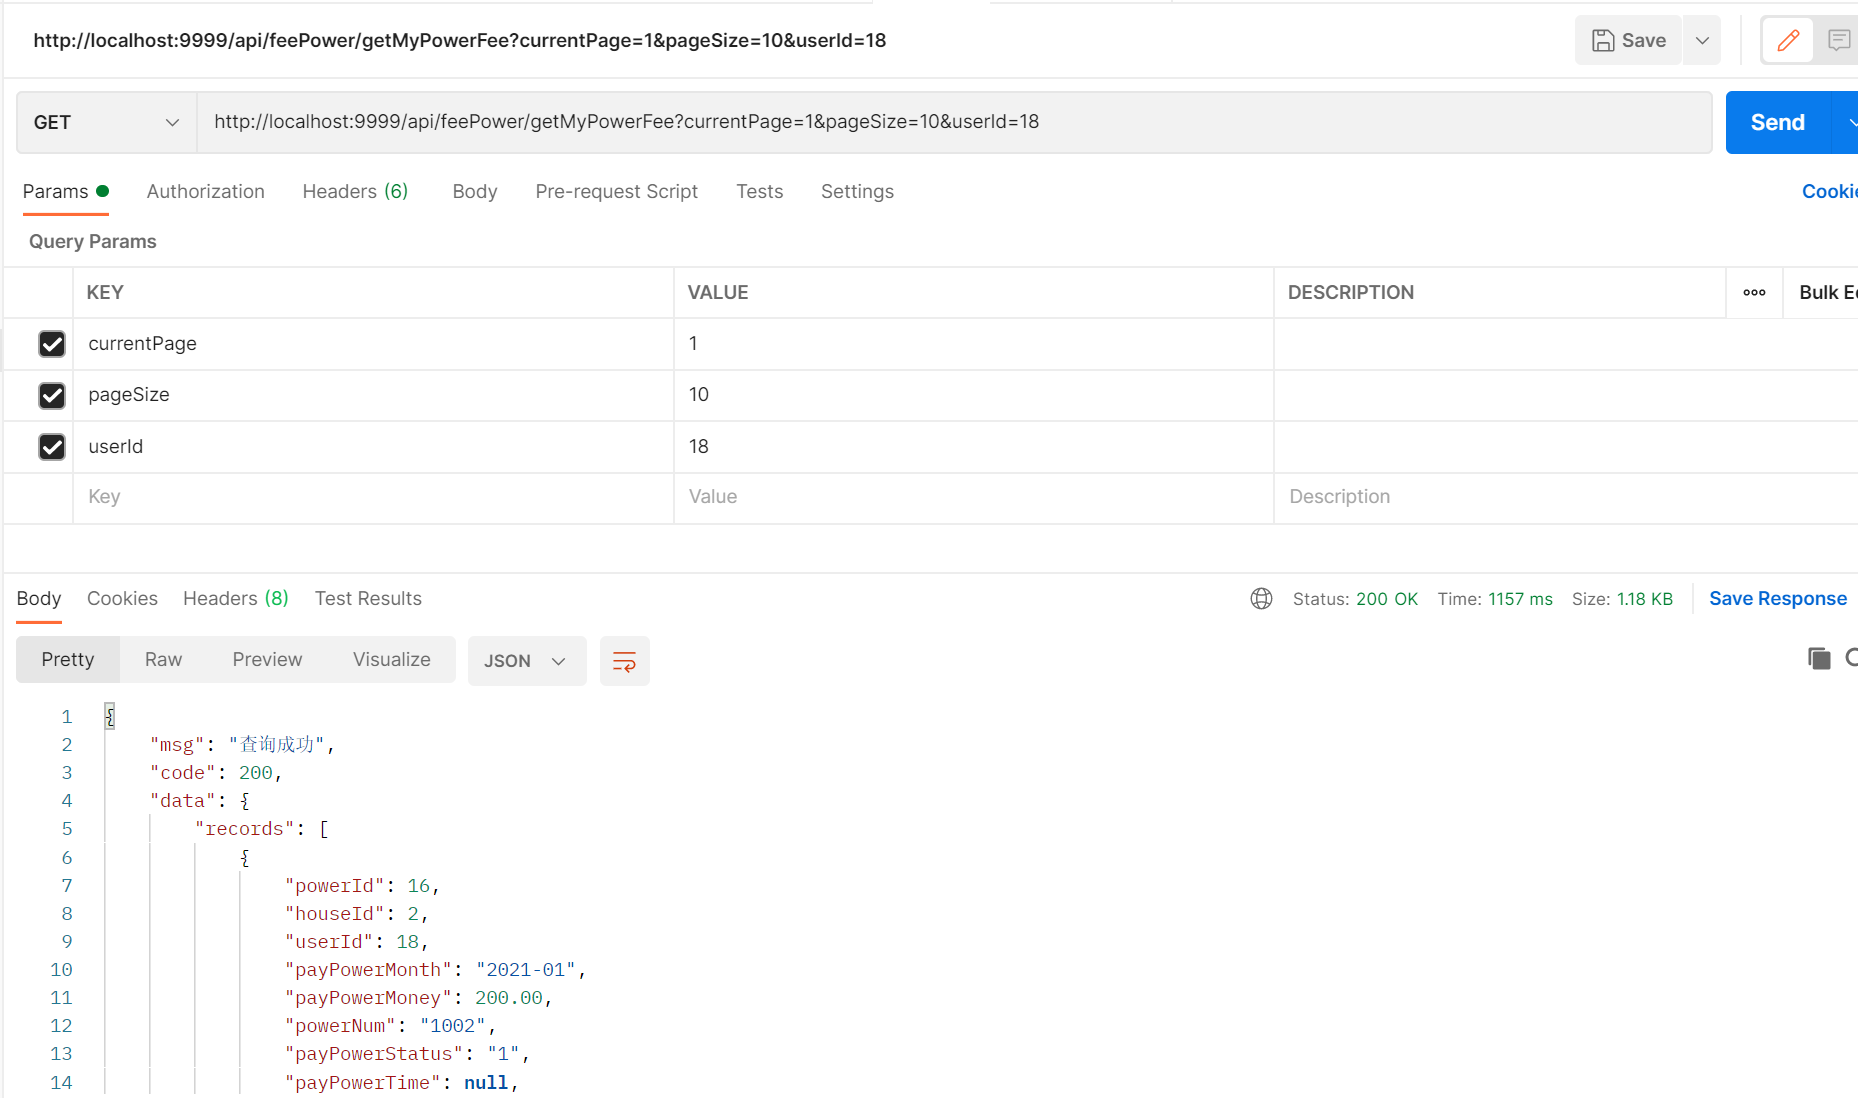 http://localhost:9999/api/feePower/getMyPowerFee?currentPage=1&pageSize=10&userId=18
Save
GET
http://localhost:9999/api/feePower/getMyPowerFee?currentPage=1&pageSize=10&userId=18
Send
Params
Authorization
Headers (6)
Body
Pre-request Script
Tests
Settings
Cookie
Query Params
KEY VALUE DESCRIPTION Bulk E
currentPage 1
pageSize 10
userId 18
Key Value Description
Body Cookies Headers (8) Test Results
Status: 200 OK Time: 1157 ms Size: 1.18 KB Save Response
Pretty Raw Preview Visualize JSON
1 {
2 "msg": "查询成功",
3 "code": 200,
4 "data": {
5 "records": [
6 {
7 "powerId": 16,
8 "houseId": 2,
9 "userId": 18,
10 "payPowerMonth": "2021-01",
11 "payPowerMoney": 200.00,
12 "powerNum": "1002",
13 "payPowerStatus": "1",
14 "payPowerTime": null,